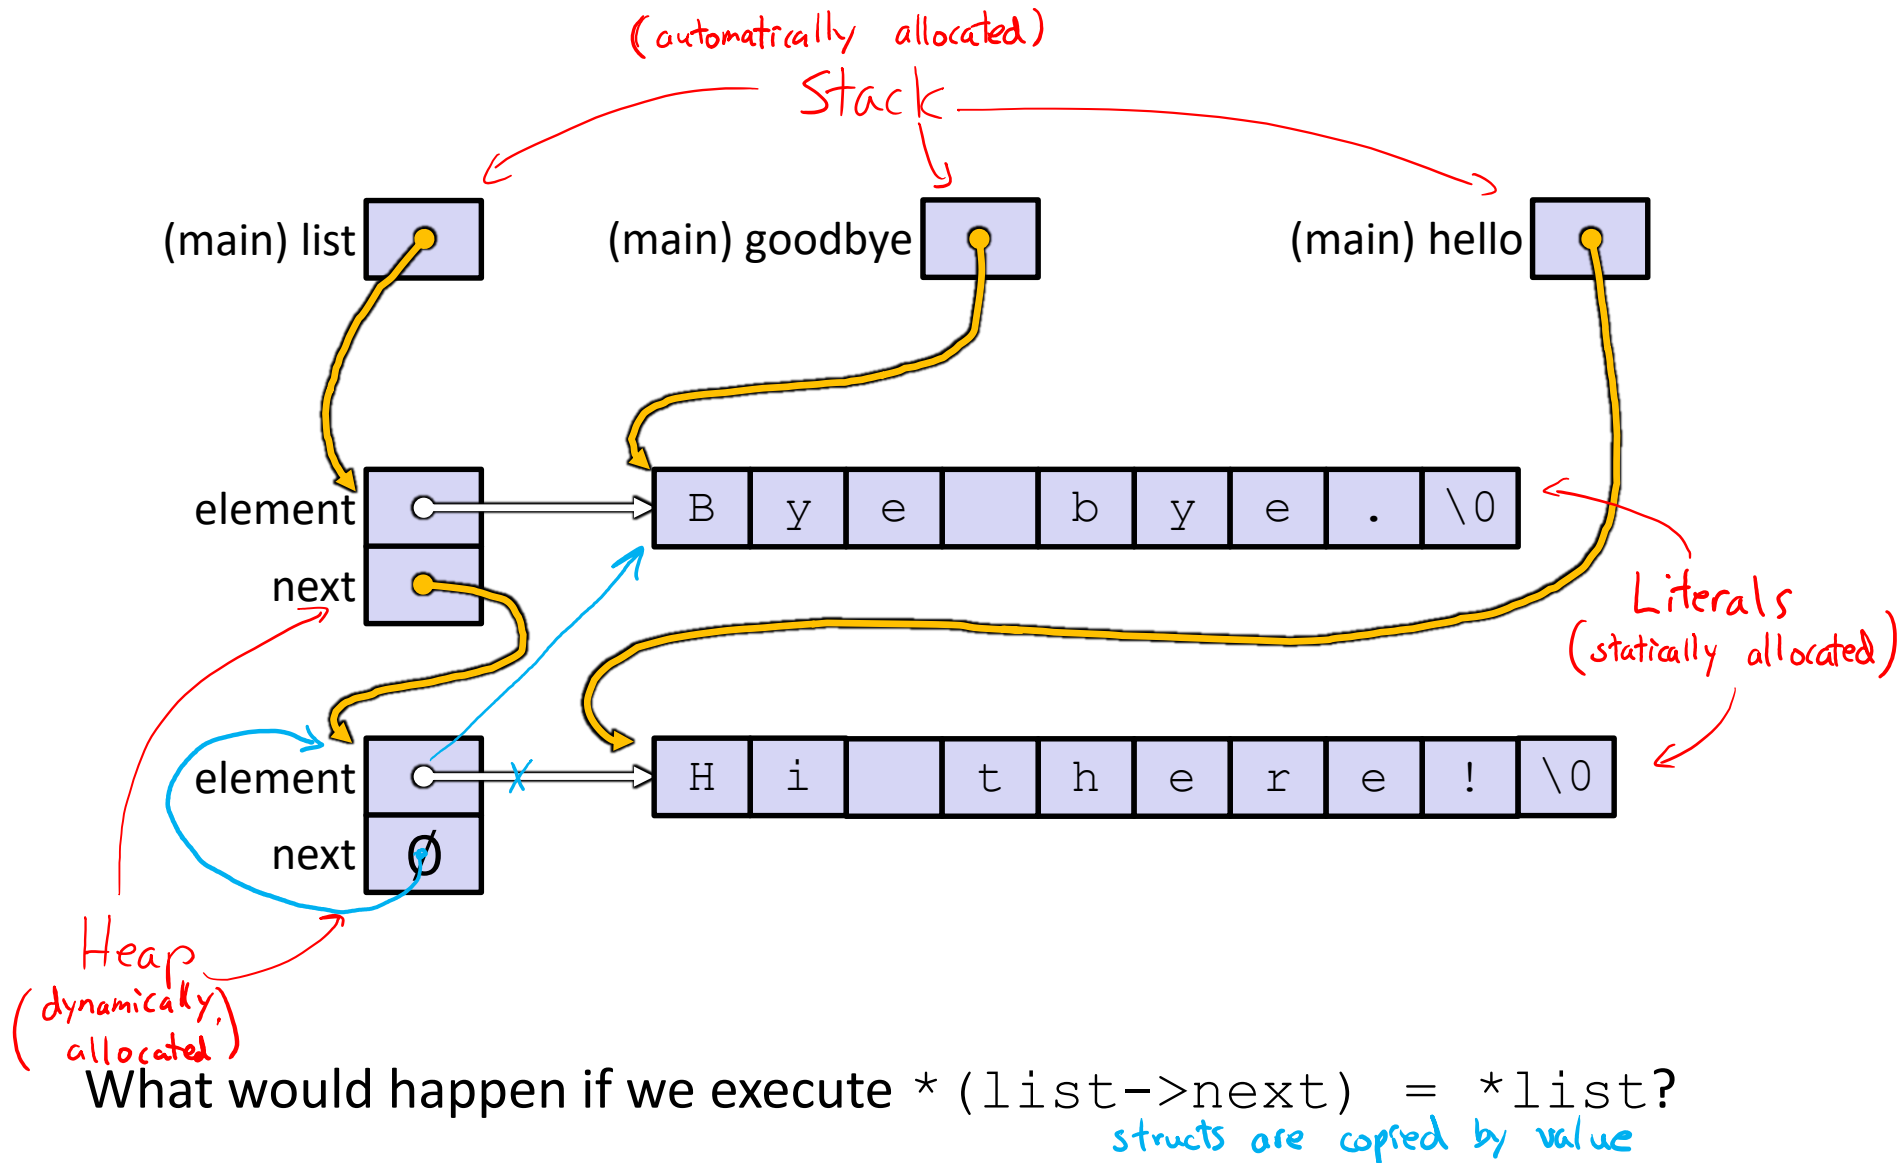 (automatically allocated)
Stack
(main) list
(main) goodbye
(main) hello
element
B y e   b y e . \0
next
Literals
(statically allocated)
element
H i   t h e r e ! \0
next Ø
Heap
(dynamically
allocated)
What would happen if we execute *(list->next) = *list?
structs are copied by value